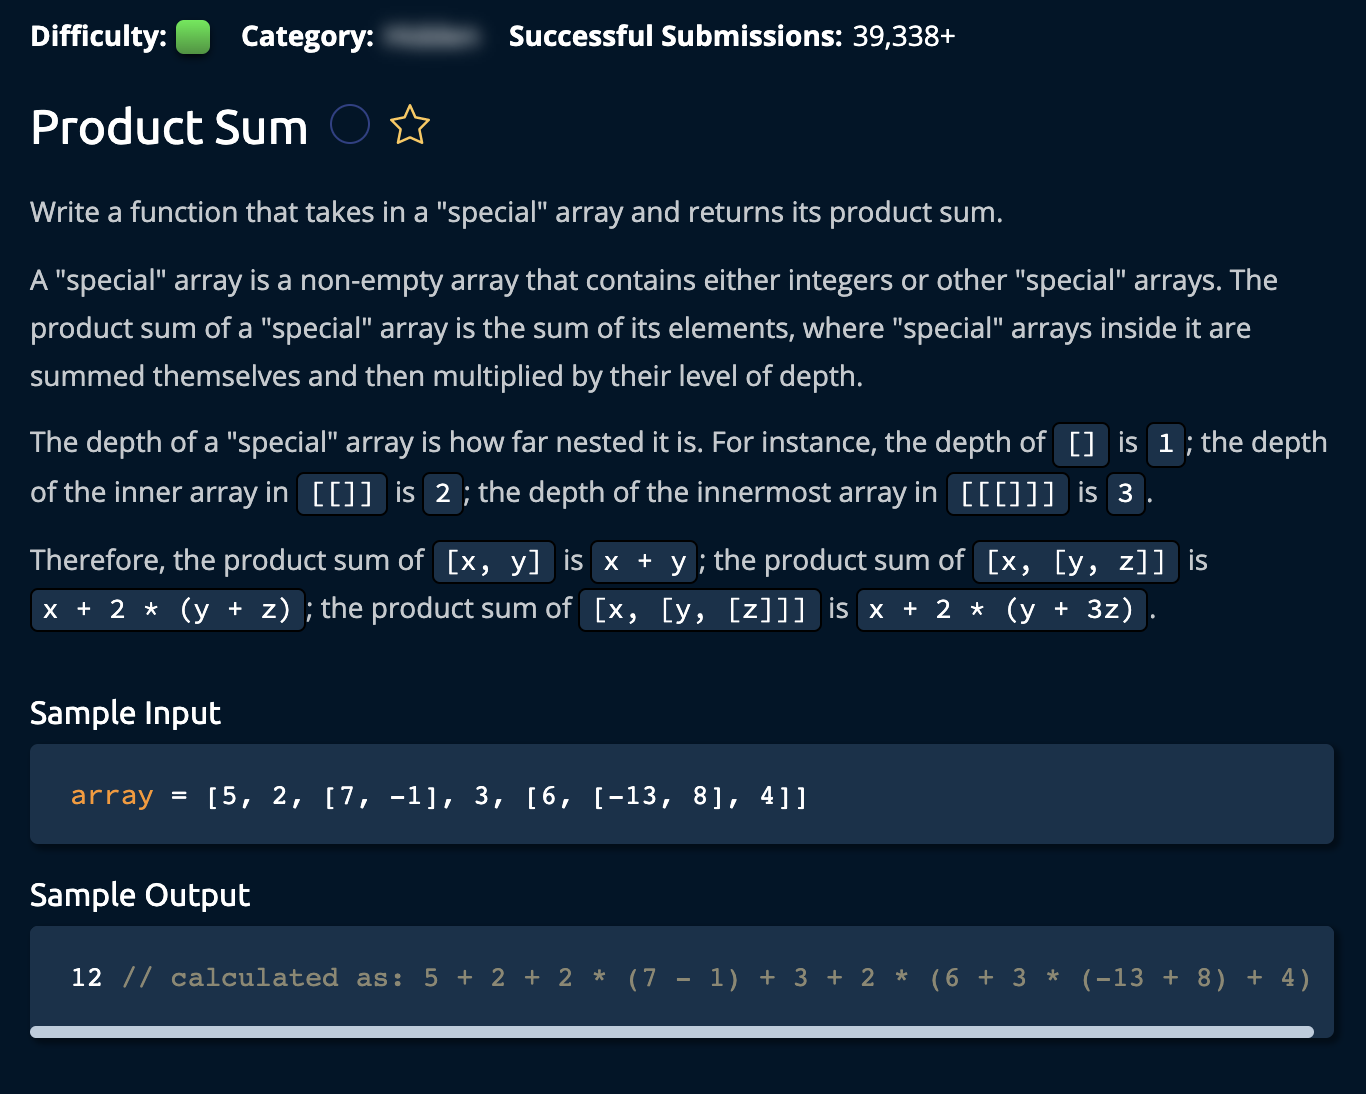 Difficulty: Category: Successful Submissions: 39,338+
Product Sum
Write a function that takes in a "special" array and returns its product sum.
A "special" array is a non-empty array that contains either integers or other "special" arrays. The
product sum of a "special" array is the sum of its elements, where "special" arrays inside it are
summed themselves and then multiplied by their level of depth.
The depth of a "special" array is how far nested it is. For instance, the depth of [] is 1; the depth
of the inner array in [[]] is 2; the depth of the innermost array in [[[]]] is 3.
Therefore, the product sum of [x, y] is x + y; the product sum of [x, [y, z]] is
x + 2 * (y + z); the product sum of [x, [y, [z]]] is x + 2 * (y + 3z).
Sample Input
array = [5, 2, [7, -1], 3, [6, [-13, 8], 4]]
Sample Output
12 // calculated as: 5 + 2 + 2 * (7 - 1) + 3 + 2 * (6 + 3 * (-13 + 8) + 4)